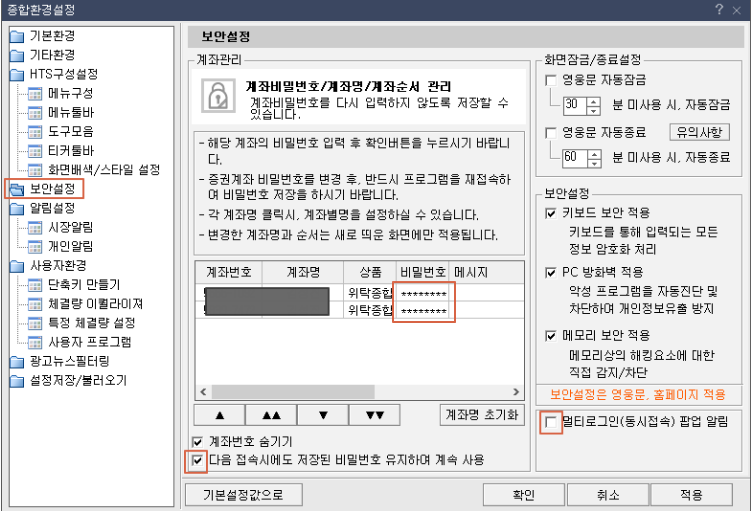 종합환경설정
? ×
기본환경
기타환경
HTS구성설정
메뉴구성
메뉴툴바
도구모음
티커툴바
화면배색/스타일 설정
보안설정
알림설정
시장알림
개인알림
사용자환경
단축키 만들기
체결량 이퀄라이져
특정 체결량 설정
사용자 프로그램
광고뉴스필터링
설정저장/불러오기
보안설정
계좌관리
계좌비밀번호/계좌명/계좌순서 관리
계좌비밀번호를 다시 입력하지 않도록 저장할 수
있습니다.
- 해당 계좌의 비밀번호 입력 후 확인버튼을 누르시기 바랍니
다.
- 증권계좌 비밀번호를 변경 후, 반드시 프로그램을 재접속하
여 비밀번호 저장을 하시기 바랍니다.
- 각 계좌명 클릭시, 계좌별명을 설정하실 수 있습니다.
- 변경한 계좌명과 순서는 새로 띄운 화면에만 적용됩니다.
계좌번호 계좌명 상품 비밀번호 메시지
위탁종합 ********
위탁종합 ********
< >
▲ ▲▲ ▼ ▼▼ 계좌명 초기화
계좌번호 숨기기
다음 접속시에도 저장된 비밀번호 유지하며 계속 사용
화면잠금/종료설정
영웅문 자동잠금
30 분 미사용 시, 자동잠금
영웅문 자동종료 유의사항
60 분 미사용 시, 자동종료
보안설정
키보드 보안 적용
키보드를 통해 입력되는 모든
정보 암호화 처리
PC 방화벽 적용
악성 프로그램을 자동진단 및
차단하며 개인정보유출 방지
메모리 보안 적용
메모리상의 해킹요소에 대한
직접 감지/차단
보안설정은 영웅문, 홈페이지 적용
멀티로그인(동시접속) 팝업 알림
기본설정값으로 확인 취소 적용